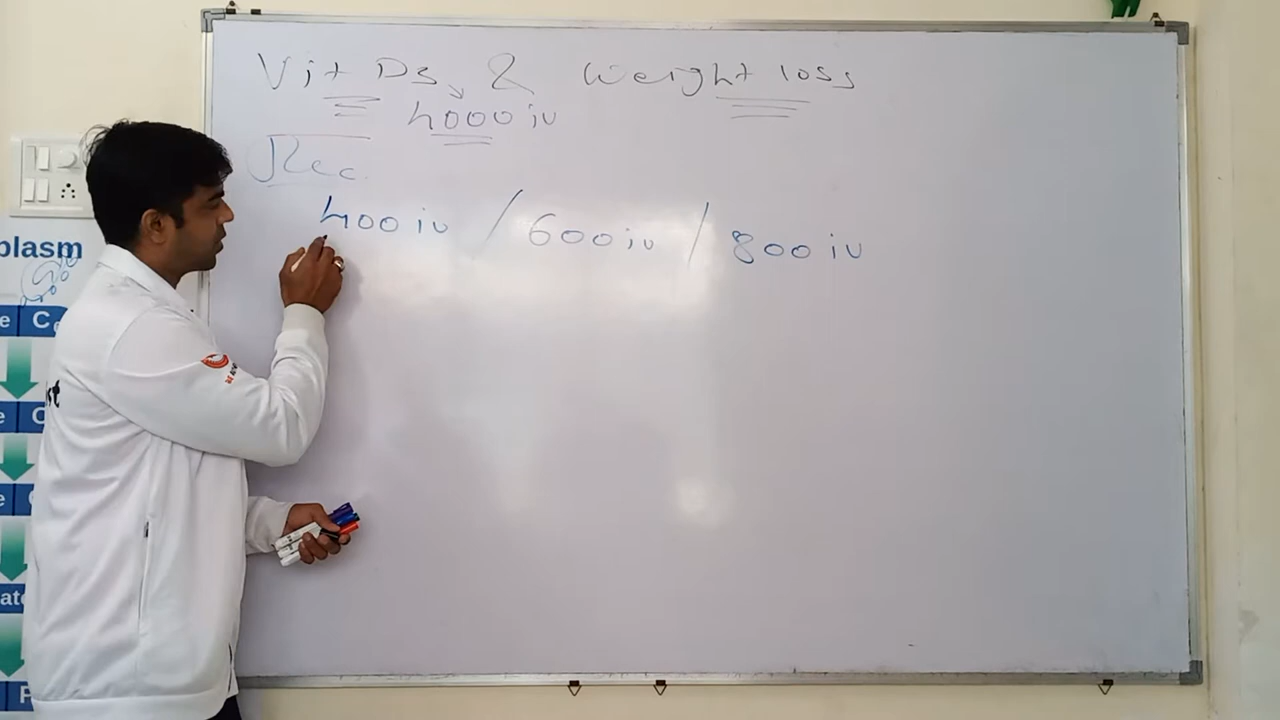 Vit D3 & Weight loss
4000 iu
Rec.
400 iu / 600 iu / 800 iu
plasm
e C
e
e
P